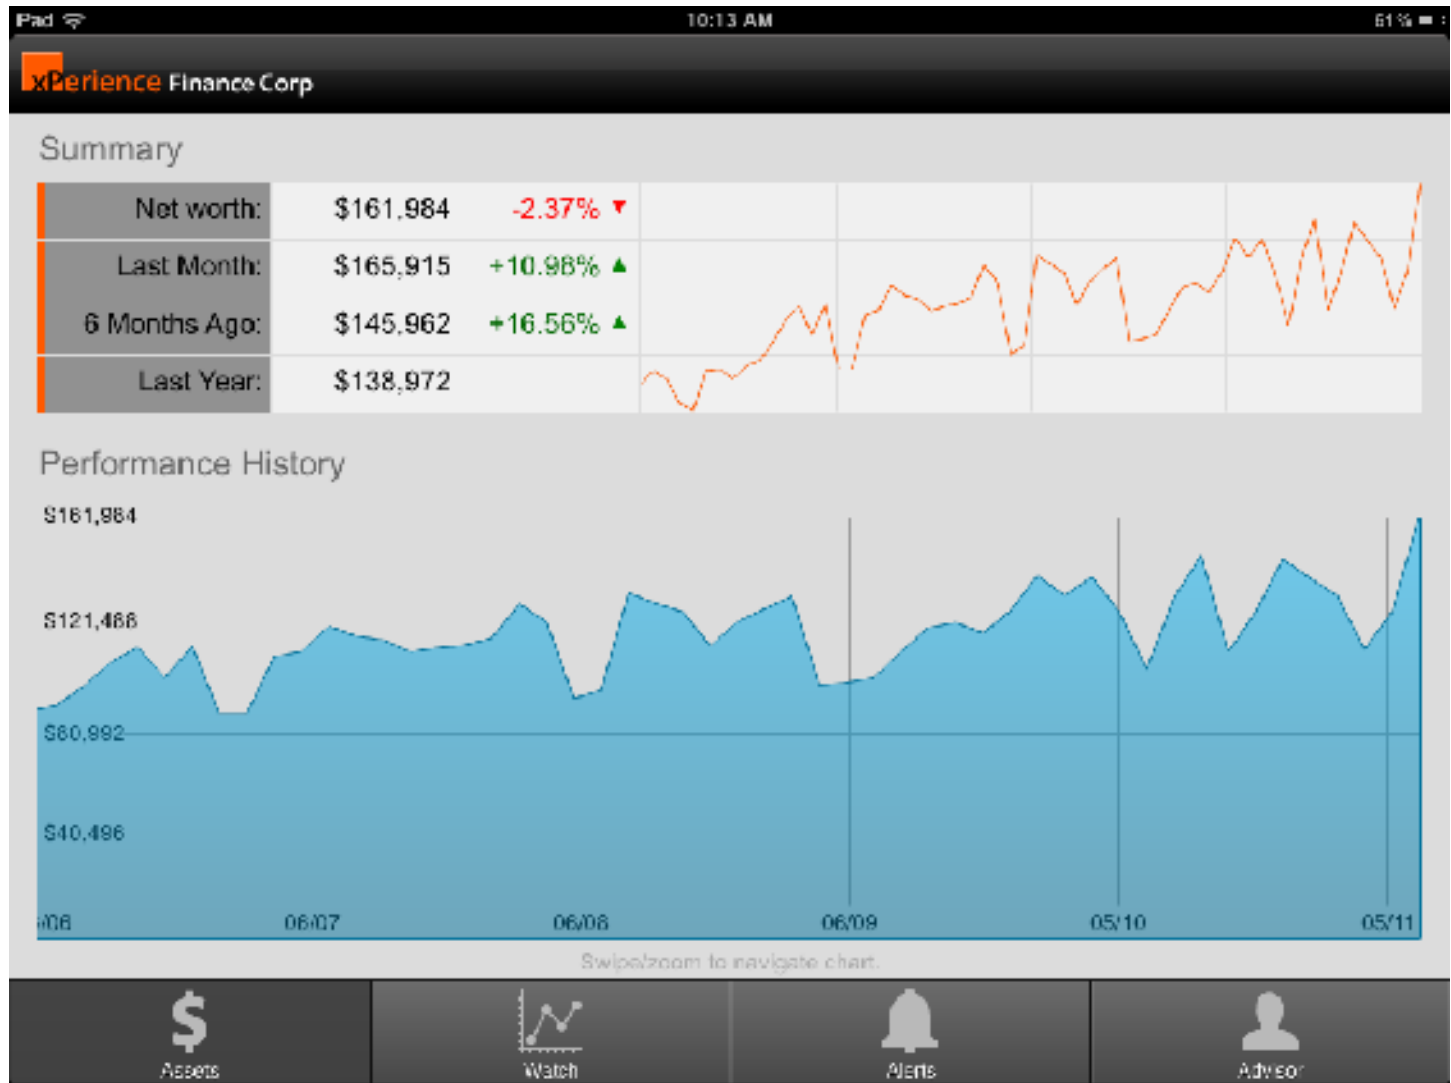 iPad 10:13 AM 61%
xPerience Finance Corp
Summary
Net worth: $161,984 -2.37% ▼
Last Month: $165,915 +10.98% ▲
6 Months Ago: $145,962 +16.56% ▲
Last Year: $138,972
Performance History
$161,984
$121,488
$80,992
$40,496
/06 06/07 06/08 06/09 05/10 05/11
Swipe/zoom to navigate chart.
Assets Watch Alerts Advisor